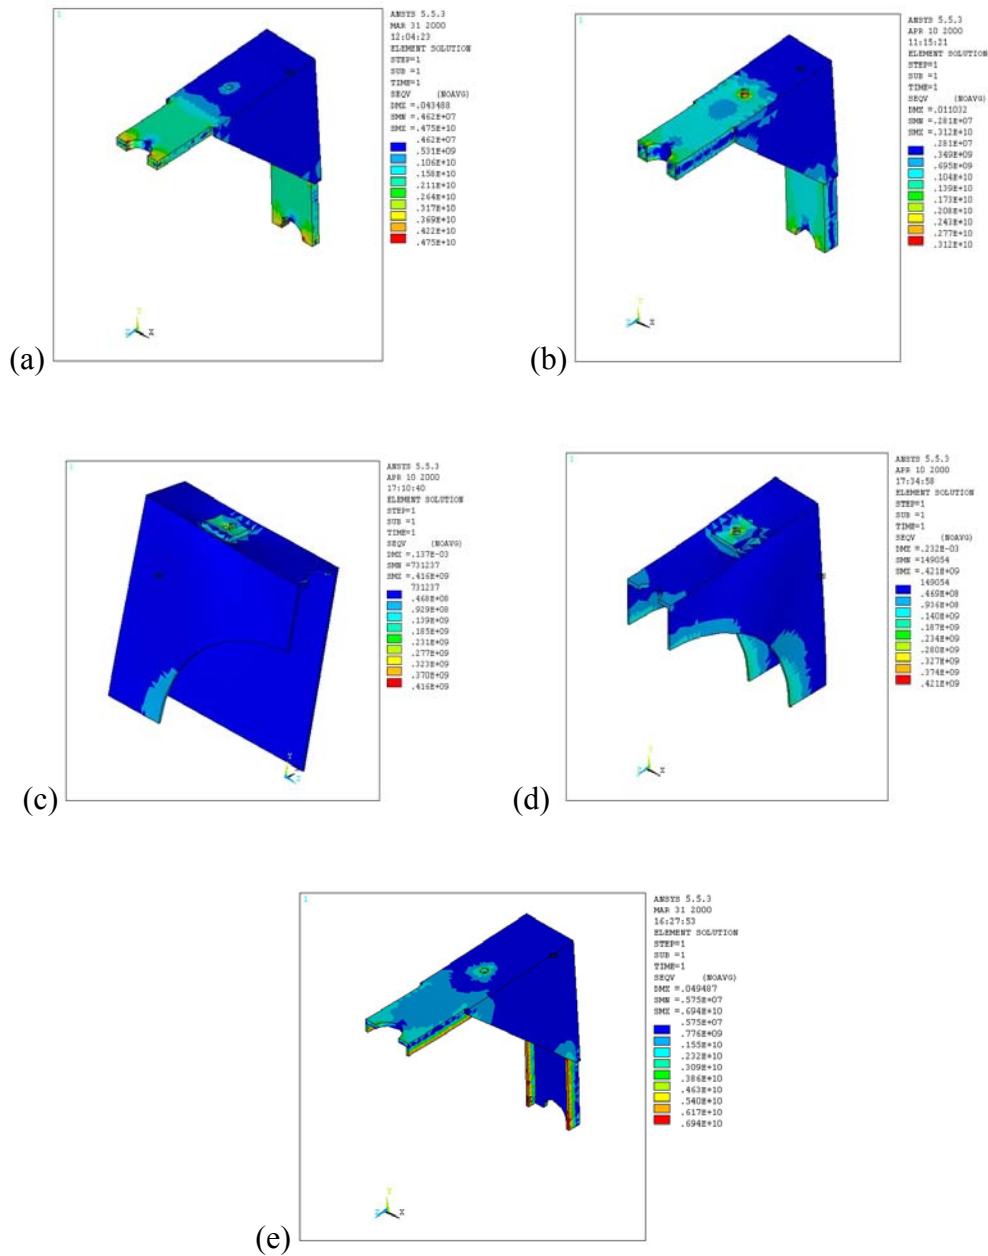 1
ANSYS 5.5.3
MAR 31 2000
12:04:23
ELEMENT SOLUTION
STEP=1
SUB =1
TIME=1
SEQV (NOAVG)
DMX =.043488
SMN =.462E+07
SMX =.475E+10
.462E+07
.531E+09
.106E+10
.158E+10
.211E+10
.264E+10
.317E+10
.369E+10
.422E+10
.475E+10
(a)
1
ANSYS 5.5.3
APR 10 2000
11:15:21
ELEMENT SOLUTION
STEP=1
SUB =1
TIME=1
SEQV (NOAVG)
DMX =.011032
SMN =.281E+07
SMX =.312E+10
.281E+07
.349E+09
.695E+09
.104E+10
.139E+10
.173E+10
.208E+10
.243E+10
.277E+10
.312E+10
(b)
1
ANSYS 5.5.3
APR 10 2000
17:10:40
ELEMENT SOLUTION
STEP=1
SUB =1
TIME=1
SEQV (NOAVG)
DMX =.137E-03
SMN =731237
SMX =.416E+09
731237
.468E+08
.929E+08
.139E+09
.185E+09
.231E+09
.277E+09
.323E+09
.370E+09
.416E+09
(c)
1
ANSYS 5.5.3
APR 10 2000
17:34:58
ELEMENT SOLUTION
STEP=1
SUB =1
TIME=1
SEQV (NOAVG)
DMX =.232E-03
SMN =149054
SMX =.421E+09
149054
.469E+08
.936E+08
.140E+09
.187E+09
.234E+09
.280E+09
.327E+09
.374E+09
.421E+09
(d)
1
ANSYS 5.5.3
MAR 31 2000
16:27:53
ELEMENT SOLUTION
STEP=1
SUB =1
TIME=1
SEQV (NOAVG)
DMX =.049487
SMN =.575E+07
SMX =.694E+10
.575E+07
.776E+09
.155E+10
.232E+10
.309E+10
.386E+10
.463E+10
.540E+10
.617E+10
.694E+10
(e)